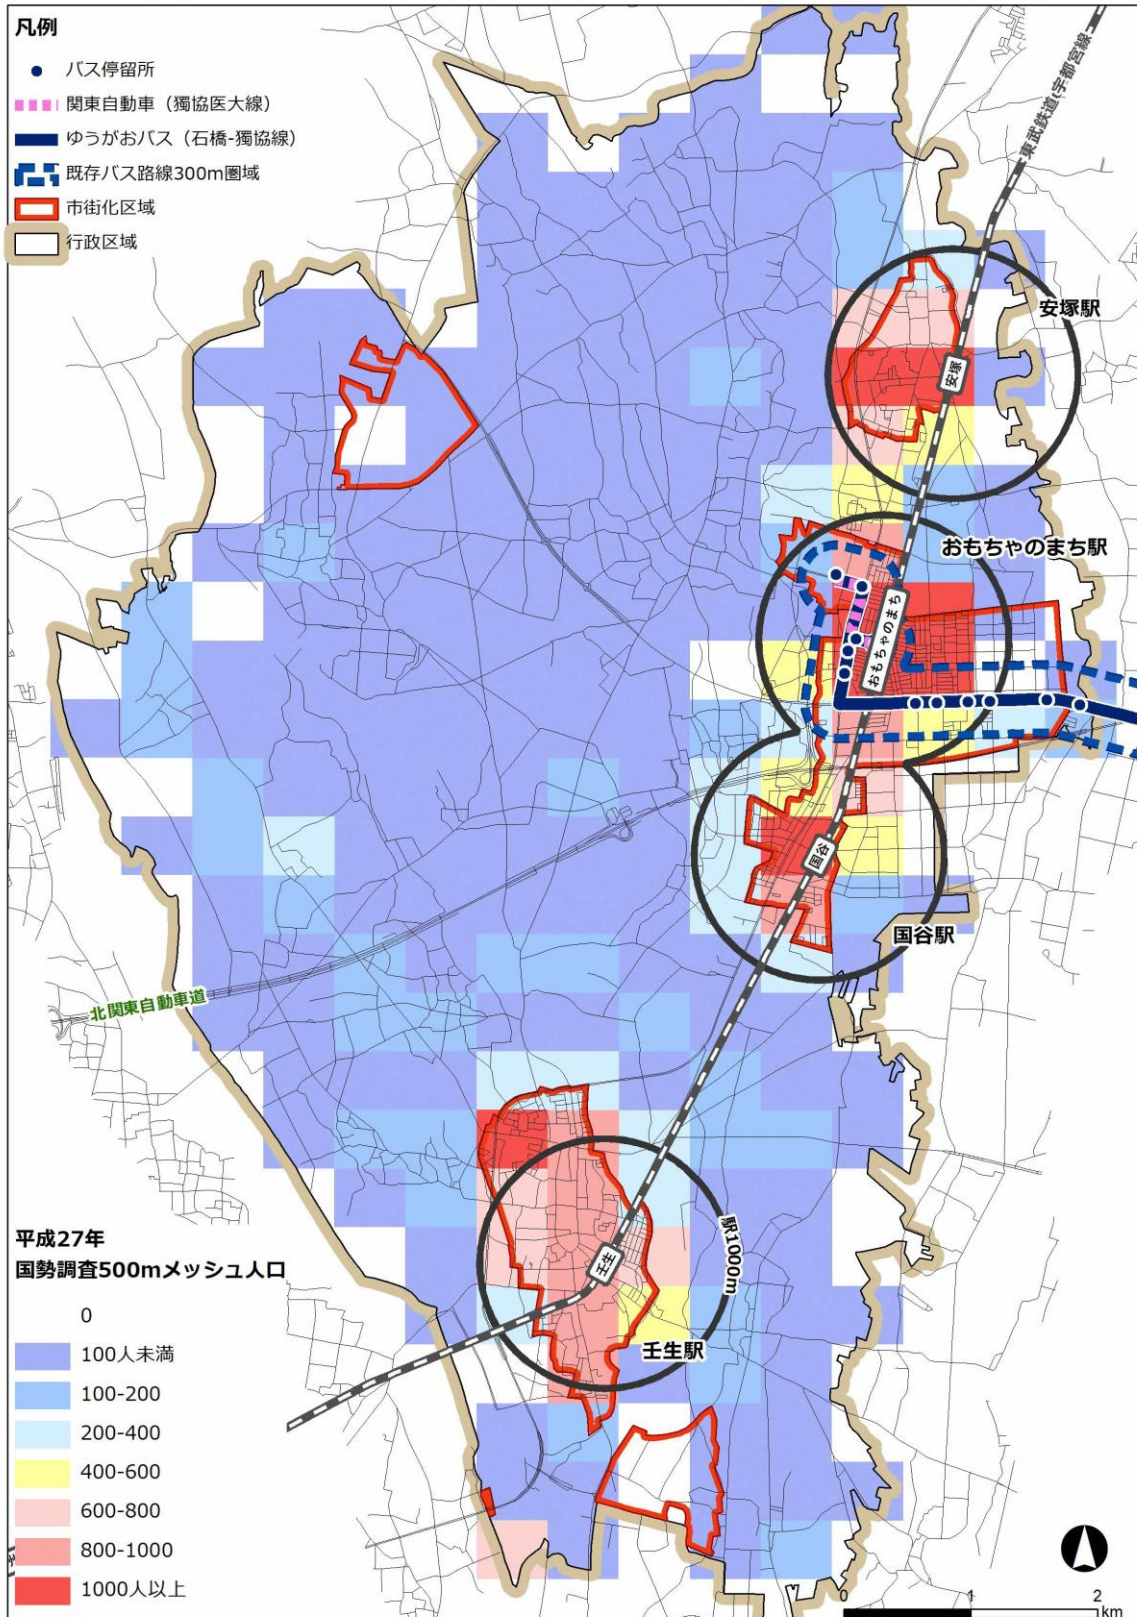 凡例
バス停留所
関東自動車（獨協医大線）
ゆうがおバス（石橋-獨協線）
既存バス路線300m圏域
市街化区域
行政区域
東武鉄道(宇都宮線)
安塚駅
安塚
おもちゃのまち駅
おもちゃのまち
国谷
国谷駅
北関東自動車道
駅1000m
壬生
壬生駅
平成27年
国勢調査500mメッシュ人口
0
100人未満
100-200
200-400
400-600
600-800
800-1000
1000人以上
0 1 2
km